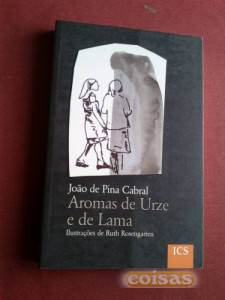 João de Pina Cabral
Aromas de Urze
e de Lama
Ilustrações de Ruth Rosengarten
ICS
coisas